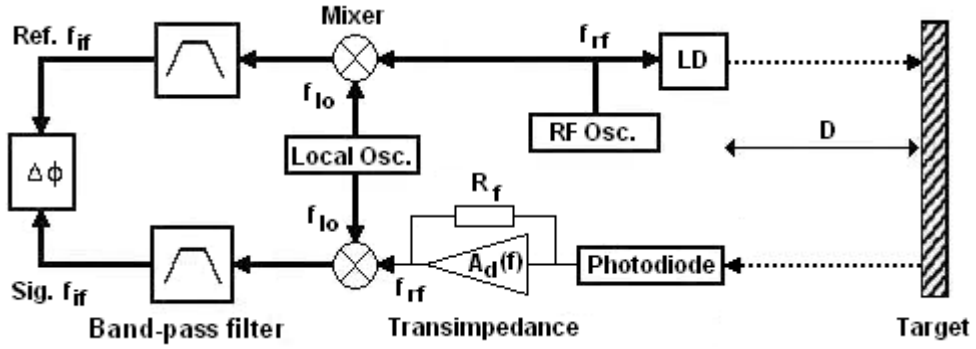 Mixer
Ref. fif
frf
LD
flo
RF Osc.
D
Δϕ
Local Osc.
Rf
flo
Ad(f)
Photodiode
frf
Sig. fif
Band-pass filter
Transimpedance
Target